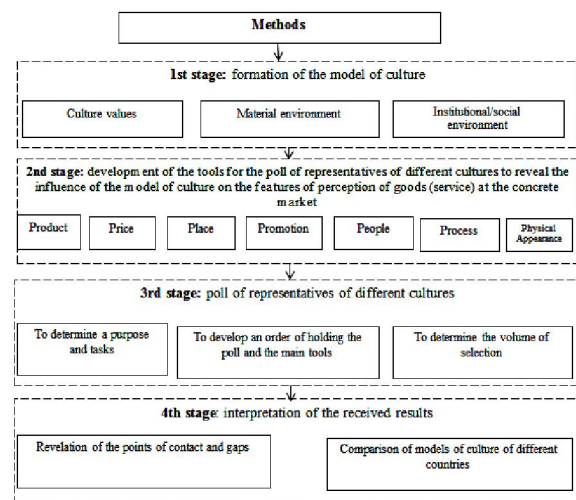 Methods
1st stage: formation of the model of culture
Culture values
Material environment
Institutional/social
environment
2nd stage: development of the tools for the poll of representatives of different cultures to reveal the
influence of the model of culture on the features of perception of goods (service) at the concrete
market
Product
Price
Place
Promotion
People
Process
Physical
Appearance
3rd stage: poll of representatives of different cultures
To determine a purpose
and tasks
To develop an order of holding the
poll and the main tools
To determine the volume of
selection
4th stage: interpretation of the received results
Revelation of the points of contact and gaps
Comparison of models of culture of different
countries